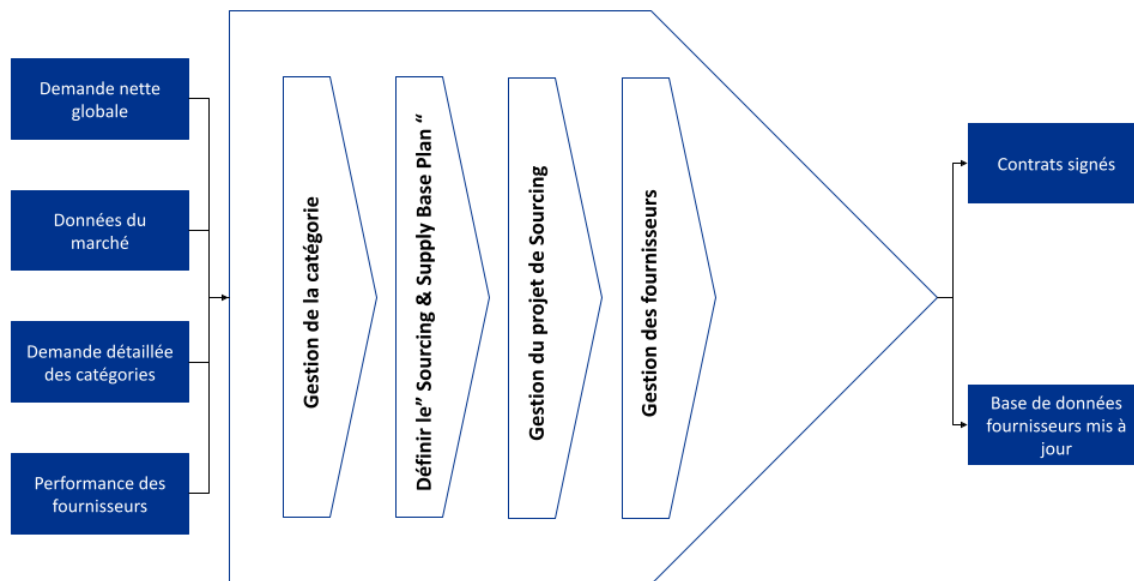 Demande nette
globale
Données du
marché
Demande détaillée
des catégories
Performance des
fournisseurs
Gestion de la catégorie
Définir le” Sourcing & Supply Base Plan “
Gestion du projet de Sourcing
Gestion des fournisseurs
Contrats signés
Base de données
fournisseurs mis à
jour